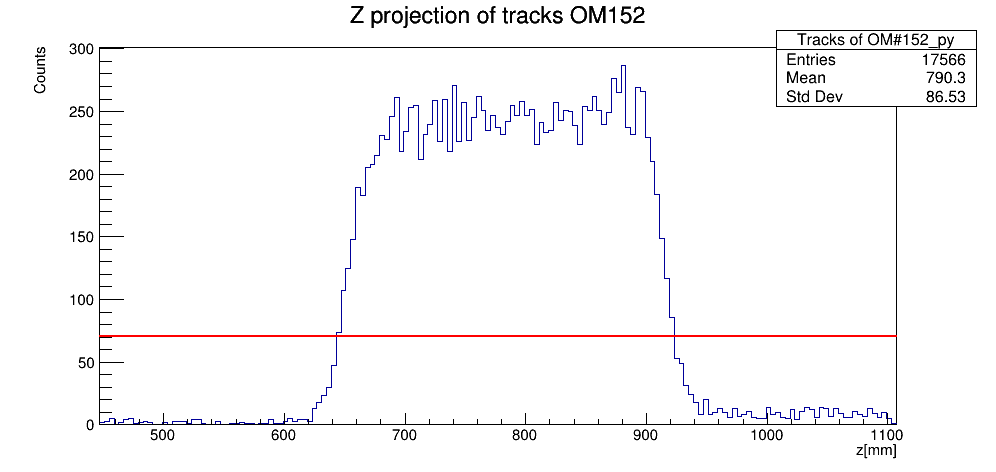 Z projection of tracks OM152
Tracks of OM#152_py
Entries 17566
Mean 790.3
Std Dev 86.53
Counts
300
250
200
150
100
50
0
500 600 700 800 900 1000 1100
z[mm]